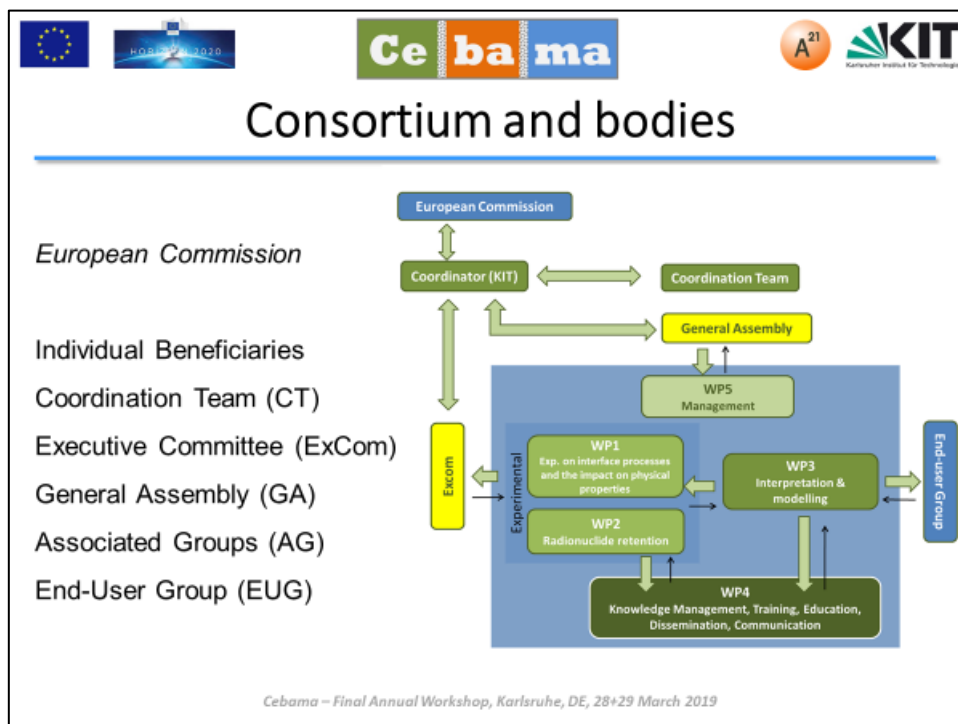 HORIZON 2020
Ce ba ma
A21
KIT
Karlsruher Institut für Technologie
Consortium and bodies
European Commission
Individual Beneficiaries
Coordination Team (CT)
Executive Committee (ExCom)
General Assembly (GA)
Associated Groups (AG)
End-User Group (EUG)
European Commission
Coordinator (KIT)
Coordination Team
General Assembly
WP5
Management
Excom
Experimental
WP1
Exp. on interface processes
and the impact on physical
properties
WP2
Radionuclide retention
WP3
Interpretation &
modelling
End-user Group
WP4
Knowledge Management, Training, Education,
Dissemination, Communication
Cebama – Final Annual Workshop, Karlsruhe, DE, 28+29 March 2019